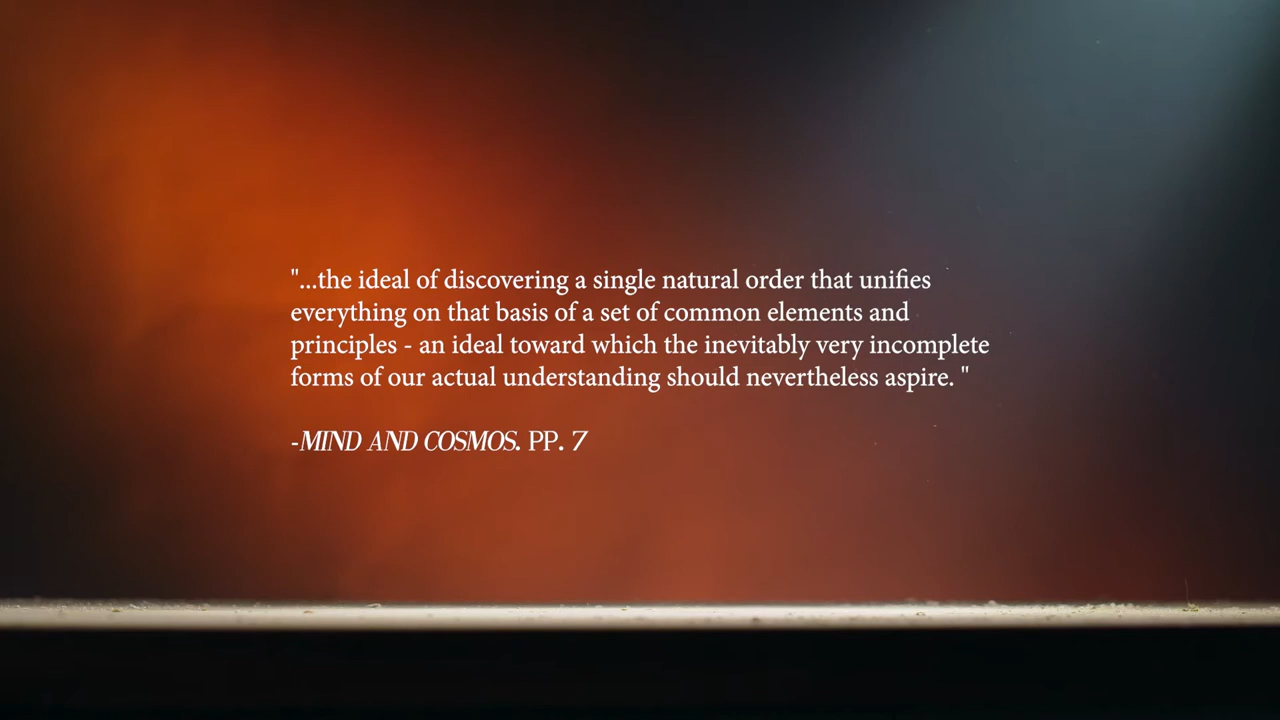 "...the ideal of discovering a single natural order that unifies
everything on that basis of a set of common elements and
principles - an ideal toward which the inevitably very incomplete
forms of our actual understanding should nevertheless aspire. "
-MIND AND COSMOS. PP. 7